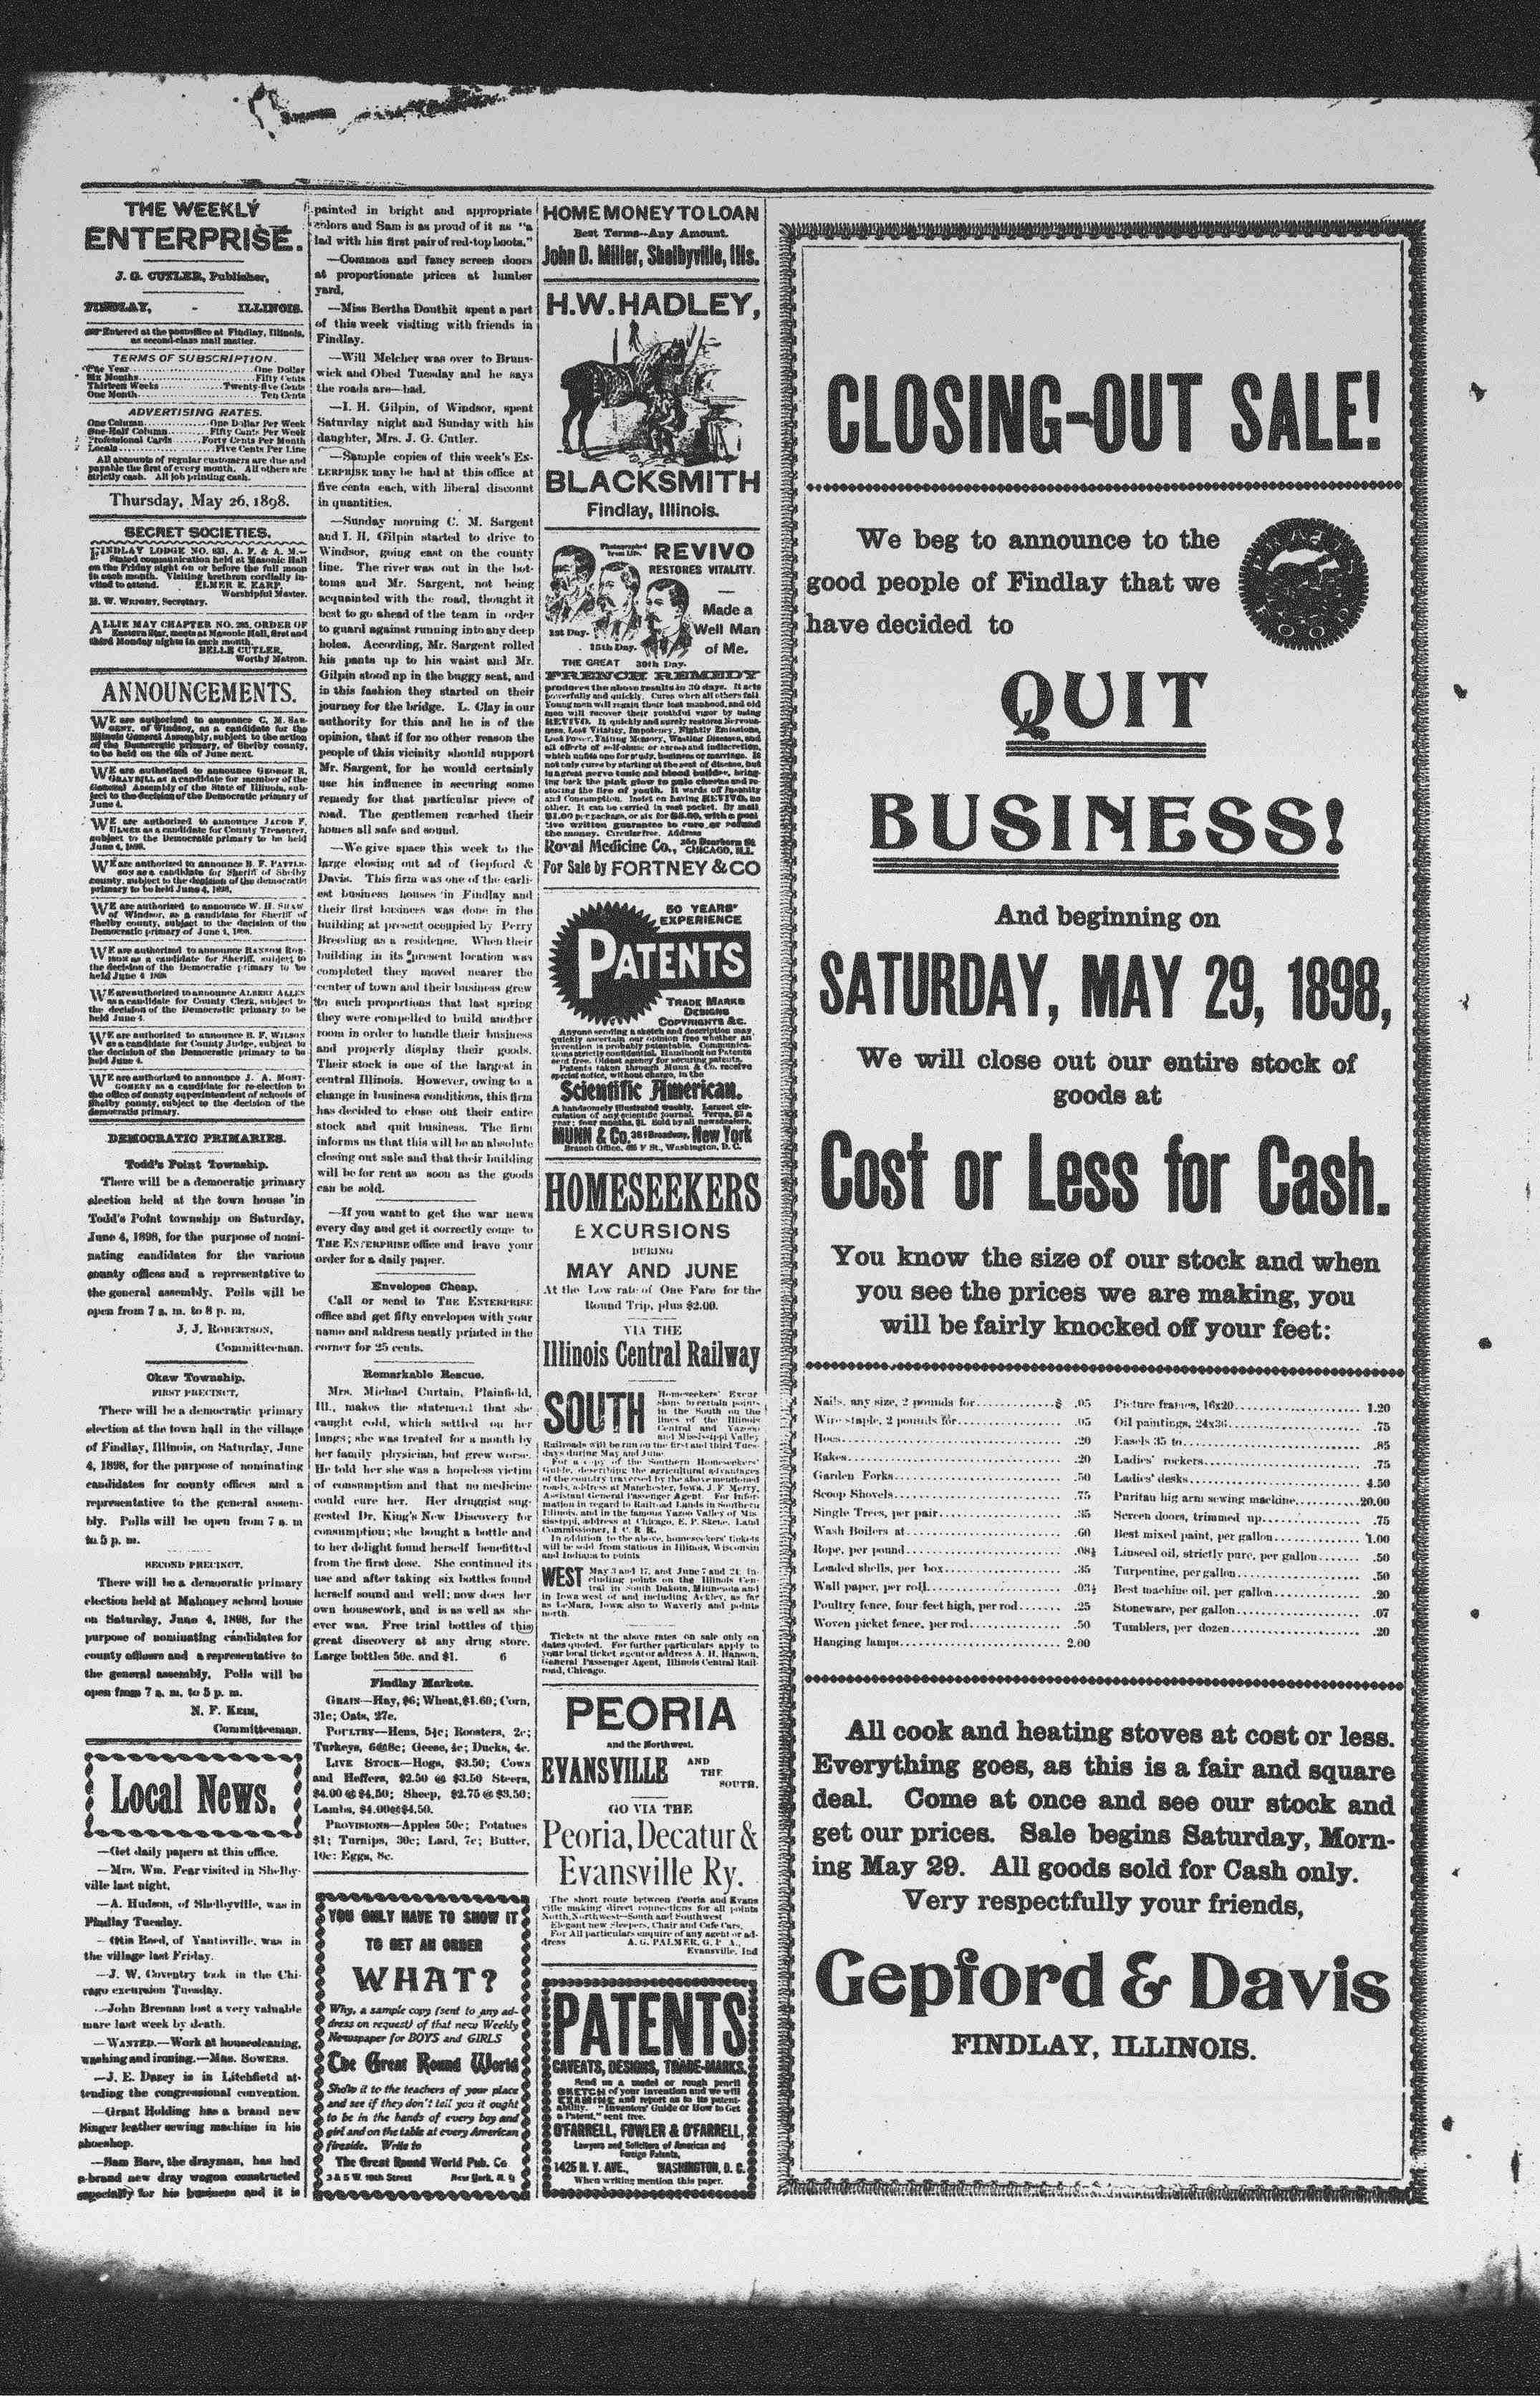 THE WEEKLY
ENTERPRISE.
J. G. CUTLER, Publisher,
FINDLAY, - ILLINOIS.
Entered at the postoffice at Findlay, Illinois,
as second-class mail matter.
TERMS OF SUBSCRIPTION.
One Year One Dollar
Six Months Fifty Cents
Thirteen Weeks Twenty-five Cents
One Month Ten Cents
ADVERTISING RATES.
One Column One Dollar Per Week
One-Half Column Fifty Cents Per Week
Professional Cards Forty Cents Per Month
Locals Five Cents Per Line
All accounts of regular customers are due and
payable the first of every month. All others are
strictly cash. All job printing cash.
Thursday, May 26, 1898.
SECRET SOCIETIES.
FINDLAY LODGE NO. 831, A. F. & A. M.—
Stated communication held at Masonic Hall
on the Friday night on or before the full moon
in each month. Visiting brethren cordially in-
vited to attend.
ELMER E. EARP,
Worshipful Master.
M. W. WRIGHT, Secretary.
ALLIE MAY CHAPTER NO. 295, ORDER OF
Eastern Star, meets at Masonic Hall, first and
third Monday nights in each month.
BELLE CUTLER,
Worthy Matron.
ANNOUNCEMENTS.
WE are authorized to announce C. M. SAR-
GENT, of Windsor, as a candidate for the
Illinois General Assembly, subject to the action
of the Democratic primary, of Shelby county,
to be held on the 4th of June next.
WE are authorized to announce GEORGE R.
GRAYBILL as a candidate for member of the
General Assembly of the State of Illinois, sub-
ject to the decision of the Democratic primary of
June 4.
WE are authorized to announce JACOB F.
ULMER as a candidate for County Treasurer,
subject to the Democratic primary to be held
June 4, 1898.
WE are authorized to announce B. F. PATTER-
SON as a candidate for Sheriff of Shelby
county, subject to the decision of the democratic
primary to be held June 4, 1898.
WE are authorized to announce W. H. SHAW
of Windsor, as a candidate for Sheriff of
Shelby county, subject to the decision of the
Democratic primary of June 4, 1898.
WE are authorized to announce RANSOM ROB-
ISON as a candidate for Sheriff, subject to
the decision of the Democratic primary to be
held June 4 1898
WE are authorized to announce ALBERT ALLEN
as a candidate for County Clerk, subject to
the decision of the Democratic primary to be
held June 4.
WE are authorized to announce B. F. WILSON
as a candidate for County Judge, subject to
the decision of the Democratic primary to be
held June 4.
WE are authorized to announce J. A. MONT-
GOMERY as a candidate for re-election to
the office of county superintendent of schools of
Shelby county, subject to the decision of the
democratic primary.
DEMOCRATIC PRIMARIES.
Todd's Point Township.
There will be a democratic primary
election held at the town house in
Todd's Point township on Saturday,
June 4, 1898, for the purpose of nomi-
nating candidates for the various
county offices and a representative to
the general assembly. Polls will be
open from 7 a. m. to 8 p. m.
J. J. ROBERTSON,
Committeeman.
Okaw Township.
FIRST PRECINCT,
There will be a democratic primary
election at the town hall in the village
of Findlay, Illinois, on Saturday, June
4, 1898, for the purpose of nominating
candidates for county offices and a
representative to the general assem-
bly. Polls will be open from 7 a. m
to 5 p. m.
SECOND PRECINCT.
There will be a democratic primary
election held at Mahoney school house
on Saturday, June 4, 1898, for the
purpose of nominating candidates for
county officers and a representative to
the general assembly. Polls will be
open from 7 a. m. to 5 p. m.
N. F. KEIM,
Committeeman.
Local News.
—Get daily papers at this office.
—Mrs. Wm. Fear visited in Shelby-
ville last night.
—A. Hudson, of Shelbyville, was in
Findlay Tuesday.
—Otis Reed, of Yantisville, was in
the village last Friday.
—J. W. Coventry took in the Chi-
cago excursion Tuesday.
—John Bresnan lost a very valuable
mare last week by death.
—WANTED.—Work at housecleaning,
washing and ironing.—MRS. SOWERS.
—J. E. Dazey is in Litchfield at-
tending the congressional convention.
—Grant Holding has a brand new
Singer leather sewing machine in his
shoeshop.
—Sam Bare, the drayman, has had
a brand new dray wagon constructed
especially for his business and it is
painted in bright and appropriate
colors and Sam is as proud of it as "a
lad with his first pair of red-top boots."
—Common and fancy screen doors
at proportionate prices at lumber
yard.
—Miss Bertha Douthit spent a part
of this week visiting with friends in
Findlay.
—Will Melcher was over to Bruns-
wick and Obed Tuesday and he says
the roads are—bad.
—I. H. Gilpin, of Windsor, spent
Saturday night and Sunday with his
daughter, Mrs. J. G. Cutler.
—Sample copies of this week's EN-
TERPRISE may be had at this office at
five cents each, with liberal discount
in quantities.
—Sunday morning C. M. Sargent
and I. H. Gilpin started to drive to
Windsor, going east on the county
line. The river was out in the bot-
toms and Mr. Sargent, not being
acquainted with the road, thought it
best to go ahead of the team in order
to guard against running into any deep
holes. According, Mr. Sargent rolled
his pants up to his waist and Mr.
Gilpin stood up in the buggy seat, and
in this fashion they started on their
journey for the bridge. L. Clay is our
authority for this and he is of the
opinion, that if for no other reason the
people of this vicinity should support
Mr. Sargent, for he would certainly
use his influence in securing some
remedy for that particular piece of
road. The gentlemen reached their
homes all safe and sound.
—We give space this week to the
large closing out ad of Gepford &
Davis. This firm was one of the earli-
est business houses in Findlay and
their first business was done in the
building at present occupied by Perry
Breeding as a residence. When their
building in its present location was
completed they moved nearer the
center of town and their business grew
to such proportions that last spring
they were compelled to build another
room in order to handle their business
and properly display their goods.
Their stock is one of the largest in
central Illinois. However, owing to a
change in business conditions, this firm
has decided to close out their entire
stock and quit business. The firm
informs us that this will be an absolute
closing out sale and that their building
will be for rent as soon as the goods
can be sold.
—If you want to get the war news
every day and get it correctly come to
THE ENTERPRISE office and leave your
order for a daily paper.
Envelopes Cheap.
Call or send to THE ENTERPRISE
office and get fifty envelopes with your
name and address neatly printed in the
corner for 25 cents.
Remarkable Rescue.
Mrs. Michael Curtain, Plainfield,
Ill., makes the statement that she
caught cold, which settled on her
lungs; she was treated for a month by
her family physician, but grew worse.
He told her she was a hopeless victim
of consumption and that no medicine
could cure her. Her druggist sug-
gested Dr. King's New Discovery for
consumption; she bought a bottle and
to her delight found herself benefitted
from the first dose. She continued its
use and after taking six bottles found
herself sound and well; now does her
own housework, and is as well as she
ever was. Free trial bottles of this
great discovery at any drug store.
Large bottles 50c. and $1. 6
Findlay Markets.
GRAIN—Hay, $6; Wheat, $1.60; Corn,
31c; Oats, 27c.
POULTRY—Hens, 5½c; Roosters, 2c;
Turkeys, 6@8c; Geese, 4c; Ducks, 4c.
LIVE STOCK—Hogs, $3.50; Cows
and Heffers, $2.50 @ $3.50 Steers,
$4.00 @ $4.50; Sheep, $2.75 @ $3.50;
Lambs, $4.00@$4.50.
PROVISIONS—Apples 50c; Potatoes
$1; Turnips, 30c; Lard, 7c; Butter,
10c; Eggs, 8c.
YOU ONLY HAVE TO SHOW IT
TO GET AN ORDER
WHAT?
Why, a sample copy (sent to any ad-
dress on request) of that new Weekly
Newspaper for BOYS and GIRLS
The Great Round World
Show it to the teachers of your place
and see if they don't tell you it ought
to be in the hands of every boy and
girl and on the table at every American
fireside. Write to
The Great Round World Pub. Co
3 & 5 W. 18th Street New York, N. Y
HOME MONEY TO LOAN
Best Terms--Any Amount.
John D. Miller, Shelbyville, Ills.
H. W. HADLEY,
BLACKSMITH
Findlay, Illinois.
Photographed
from Life.
REVIVO
RESTORES VITALITY.
Made a
Well Man
of Me.
1st Day.
15th Day.
THE GREAT 30th Day.
FRENCH REMEDY
produces the above results in 30 days. It acts
powerfully and quickly. Cures when all others fail.
Young men will regain their lost manhood, and old
men will recover their youthful vigor by using
REVIVO. It quickly and surely restores Nervous-
ness, Lost Vitality, Impotency, Nightly Emissions,
Lost Power, Failing Memory, Wasting Diseases, and
all effects of self-abuse or excess and indiscretion,
which unfits one for study, business or marriage. It
not only cures by starting at the seat of disease, but
is a great nerve tonic and blood builder, bring-
ing back the pink glow to pale cheeks and re-
storing the fire of youth. It wards off Insanity
and Consumption. Insist on having REVIVO, no
other. It can be carried in vest pocket. By mail,
$1.00 per package, or six for $5.00, with a posi
tive written guarantee to cure or refund
the money. Circular free. Address
Royal Medicine Co., CHICAGO, ILL.
For Sale by FORTNEY & CO
50 YEARS'
EXPERIENCE
PATENTS
TRADE MARKS
DESIGNS
COPYRIGHTS &C.
Anyone sending a sketch and description may
quickly ascertain our opinion free whether an
invention is probably patentable. Communica-
tions strictly confidential. Handbook on Patents
sent free. Oldest agency for securing patents.
Patents taken through Munn & Co. receive
special notice, without charge, in the
Scientific American.
A handsomely illustrated weekly. Largest cir-
culation of any scientific journal. Terms, $3 a
year; four months, $1. Sold by all newsdealers.
MUNN & Co. 361 Broadway, New York
Branch Office, 625 F St., Washington, D. C.
HOMESEEKERS
EXCURSIONS
DURING
MAY AND JUNE
At the Low rate of One Fare for the
Round Trip, plus $2.00.
VIA THE
Illinois Central Railway
SOUTH Homeseekers' Excur
sions to certain points
in the South on the
lines of the Illinois
Central and Yazoo
and Mississippi Valley
Railroads will be run on the first and third Tues-
days during May and June.
For a copy of the Southern Homeseekers'
Guide, describing the agricultural advantages
of the country traversed by the above mentioned
roads, address at Manchester, Iowa, J. F. Merry,
Assistant General Passenger Agent. For infor-
mation in regard to Railroad Lands in Southern
Illinois, and in the famous Yazoo Valley of Mis
sissippi, address at Chicago, E. P. Skene, Land
Commissioner, I. C. R. R.
In addition to the above, homeseekers' tickets
will be sold from stations in Illinois, Wisconsin
and Indiana to points
WEST May 3 and 17, and June 7 and 21, in-
cluding points on the Illinois Cen-
tral in South Dakota, Minnesota and
in Iowa west of and including Ackley, as far
as LeMars, Iowa; also to Waverly and points
north.
Tickets at the above rates on sale only on
dates quoted. For further particulars apply to
your local ticket agent or address A. H. Hanson,
General Passenger Agent, Illinois Central Rail-
road, Chicago.
PEORIA
and the Northwest.
EVANSVILLE AND
THE
SOUTH.
GO VIA THE
Peoria, Decatur &
Evansville Ry.
The short route between Peoria and Evans
ville making direct connections for all points
North, Northwest—South and Southwest
Elegant new Sleepers, Chair and Cafe Cars.
For All particulars enquire of any agent or ad-
dress A. G. PALMER, G. P A.,
Evansville, Ind
PATENTS
CAVEATS, DESIGNS, TRADE-MARKS.
Send us a model or rough pencil
SKETCH of your invention and we will
EXAMINE and report as to its patent-
ability. "Inventors' Guide or How to Get
a Patent," sent free.
O'FARRELL, FOWLER & O'FARRELL,
Lawyers and Solicitors of American and
Foreign Patents,
1425 N. Y. AVE., WASHINGTON, D. C.
When writing mention this paper.
CLOSING-OUT SALE!
We beg to announce to the
good people of Findlay that we
have decided to
QUIT
BUSINESS!
And beginning on
SATURDAY, MAY 29, 1898,
We will close out our entire stock of
goods at
Cost or Less for Cash.
You know the size of our stock and when
you see the prices we are making, you
will be fairly knocked off your feet:
Nails, any size, 2 pounds for $ .05
Wire staple, 2 pounds for .05
Hoes .20
Rakes .20
Garden Forks .50
Scoop Shovels .75
Single Trees, per pair .35
Wash Boilers at .60
Rope, per pound .08½
Loaded shells, per box .35
Wall paper, per roll .03½
Poultry fence, four feet high, per rod .25
Woven picket fence, per rod .50
Hanging lamps 2.00
Picture frames, 16x20 1.20
Oil paintings, 24x36 .75
Easels 35 to .85
Ladies' rockers .75
Ladies' desks 4.50
Puritan big arm sewing machine 20.00
Screen doors, trimmed up .75
Best mixed paint, per gallon 1.00
Linseed oil, strictly pure, per gallon .50
Turpentine, per gallon .50
Best machine oil, per gallon .20
Stoneware, per gallon .07
Tumblers, per dozen .20
All cook and heating stoves at cost or less.
Everything goes, as this is a fair and square
deal. Come at once and see our stock and
get our prices. Sale begins Saturday, Morn-
ing May 29. All goods sold for Cash only.
Very respectfully your friends,
Gepford & Davis
FINDLAY, ILLINOIS.